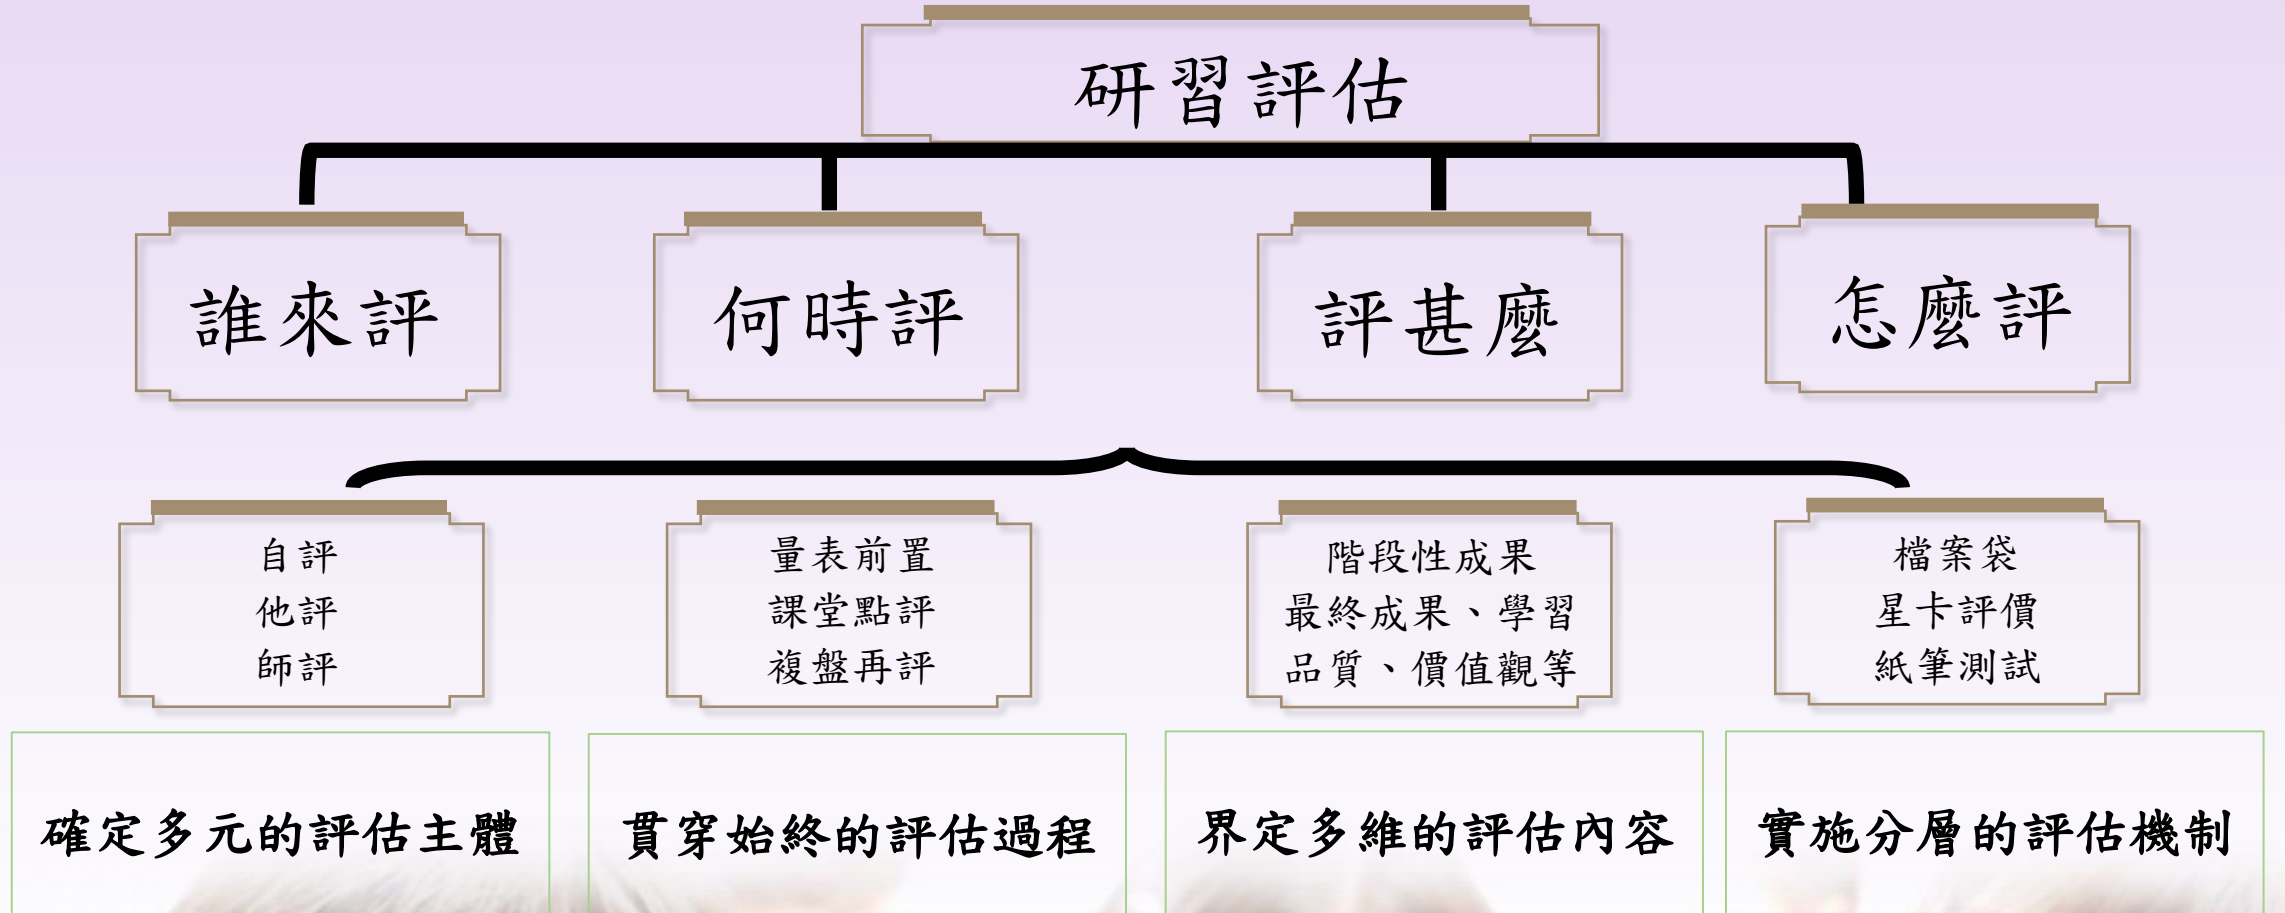 研習評估
誰來評
何時評
評甚麼
怎麼評
自評
他評
師評
量表前置
課堂點評
複盤再評
階段性成果
最終成果、學習
品質、價值觀等
檔案袋
星卡評價
紙筆測試
確定多元的評估主體
貫穿始終的評估過程
界定多維的評估內容
實施分層的評估機制